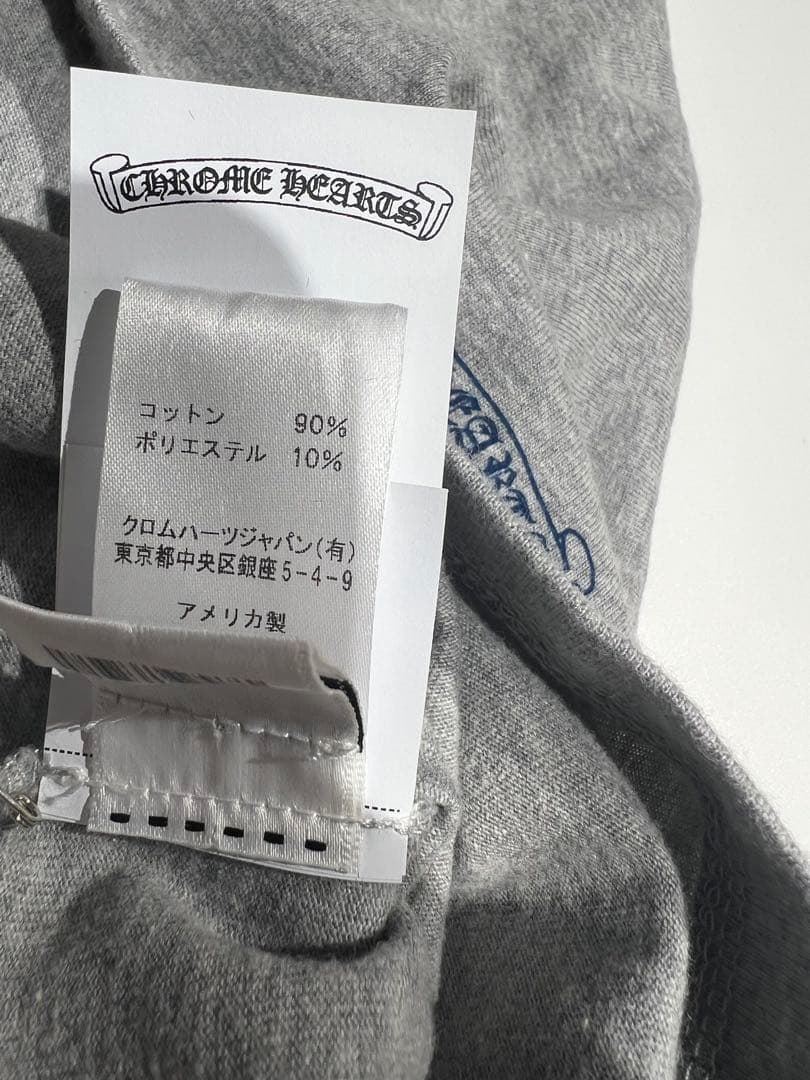 CHROME HEARTS
コットン 90%
ポリエステル 10%
クロムハーツジャパン(有)
東京都中央区銀座5-4-9
アメリカ製